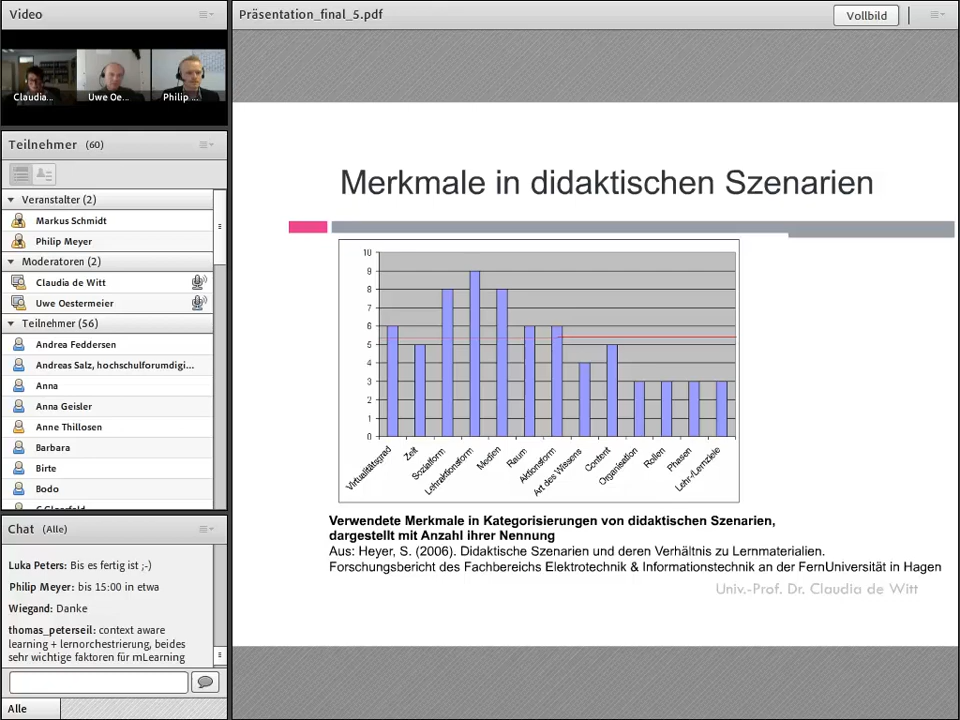 Video
Claudia...
Uwe Oe...
Philip ...
Teilnehmer (60)
Veranstalter (2)
Markus Schmidt
Philip Meyer
Moderatoren (2)
Claudia de Witt
Uwe Oestermeier
Teilnehmer (56)
Andrea Feddersen
Andreas Salz, hochschulforumdigi...
Anna
Anna Geisler
Anne Thillosen
Barbara
Birte
Bodo
Chat (Alle)
Luka Peters: Bis es fertig ist ;-)
Philip Meyer: bis 15:00 in etwa
Wiegand: Danke
thomas_peterseil: context aware
learning + lernorchestrierung, beides
sehr wichtige faktoren für mLearning
Alle
Präsentation_final_5.pdf
Vollbild
Merkmale in didaktischen Szenarien
10
9
8
7
6
5
4
3
2
1
0
Virtualitätsgrad
Zeit
Sozialform
Lehraktionsform
Medien
Raum
Aktionsform
Art des Wissens
Content
Organisation
Rollen
Phasen
Lehr-/Lernziele
Verwendete Merkmale in Kategorisierungen von didaktischen Szenarien,
dargestellt mit Anzahl ihrer Nennung
Aus: Heyer, S. (2006). Didaktische Szenarien und deren Verhältnis zu Lernmaterialien.
Forschungsbericht des Fachbereichs Elektrotechnik & Informationstechnik an der FernUniversität in Hagen
Univ.-Prof. Dr. Claudia de Witt